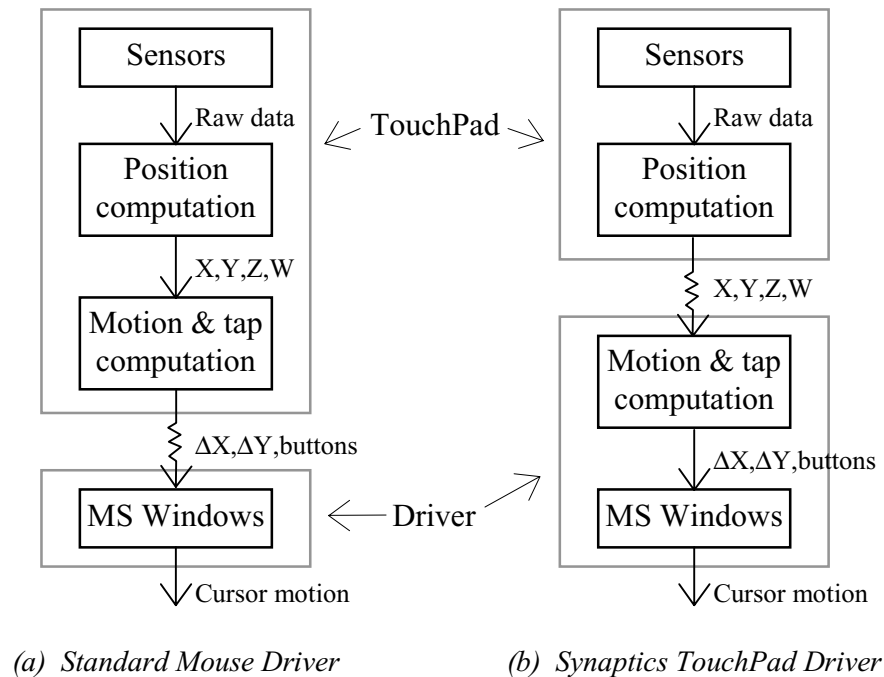 Sensors
Raw data
Position
computation
X,Y,Z,W
Motion & tap
computation
ΔX,ΔY,buttons
MS Windows
Cursor motion
TouchPad
Driver
Sensors
Raw data
Position
computation
X,Y,Z,W
Motion & tap
computation
ΔX,ΔY,buttons
MS Windows
Cursor motion
(a) Standard Mouse Driver
(b) Synaptics TouchPad Driver